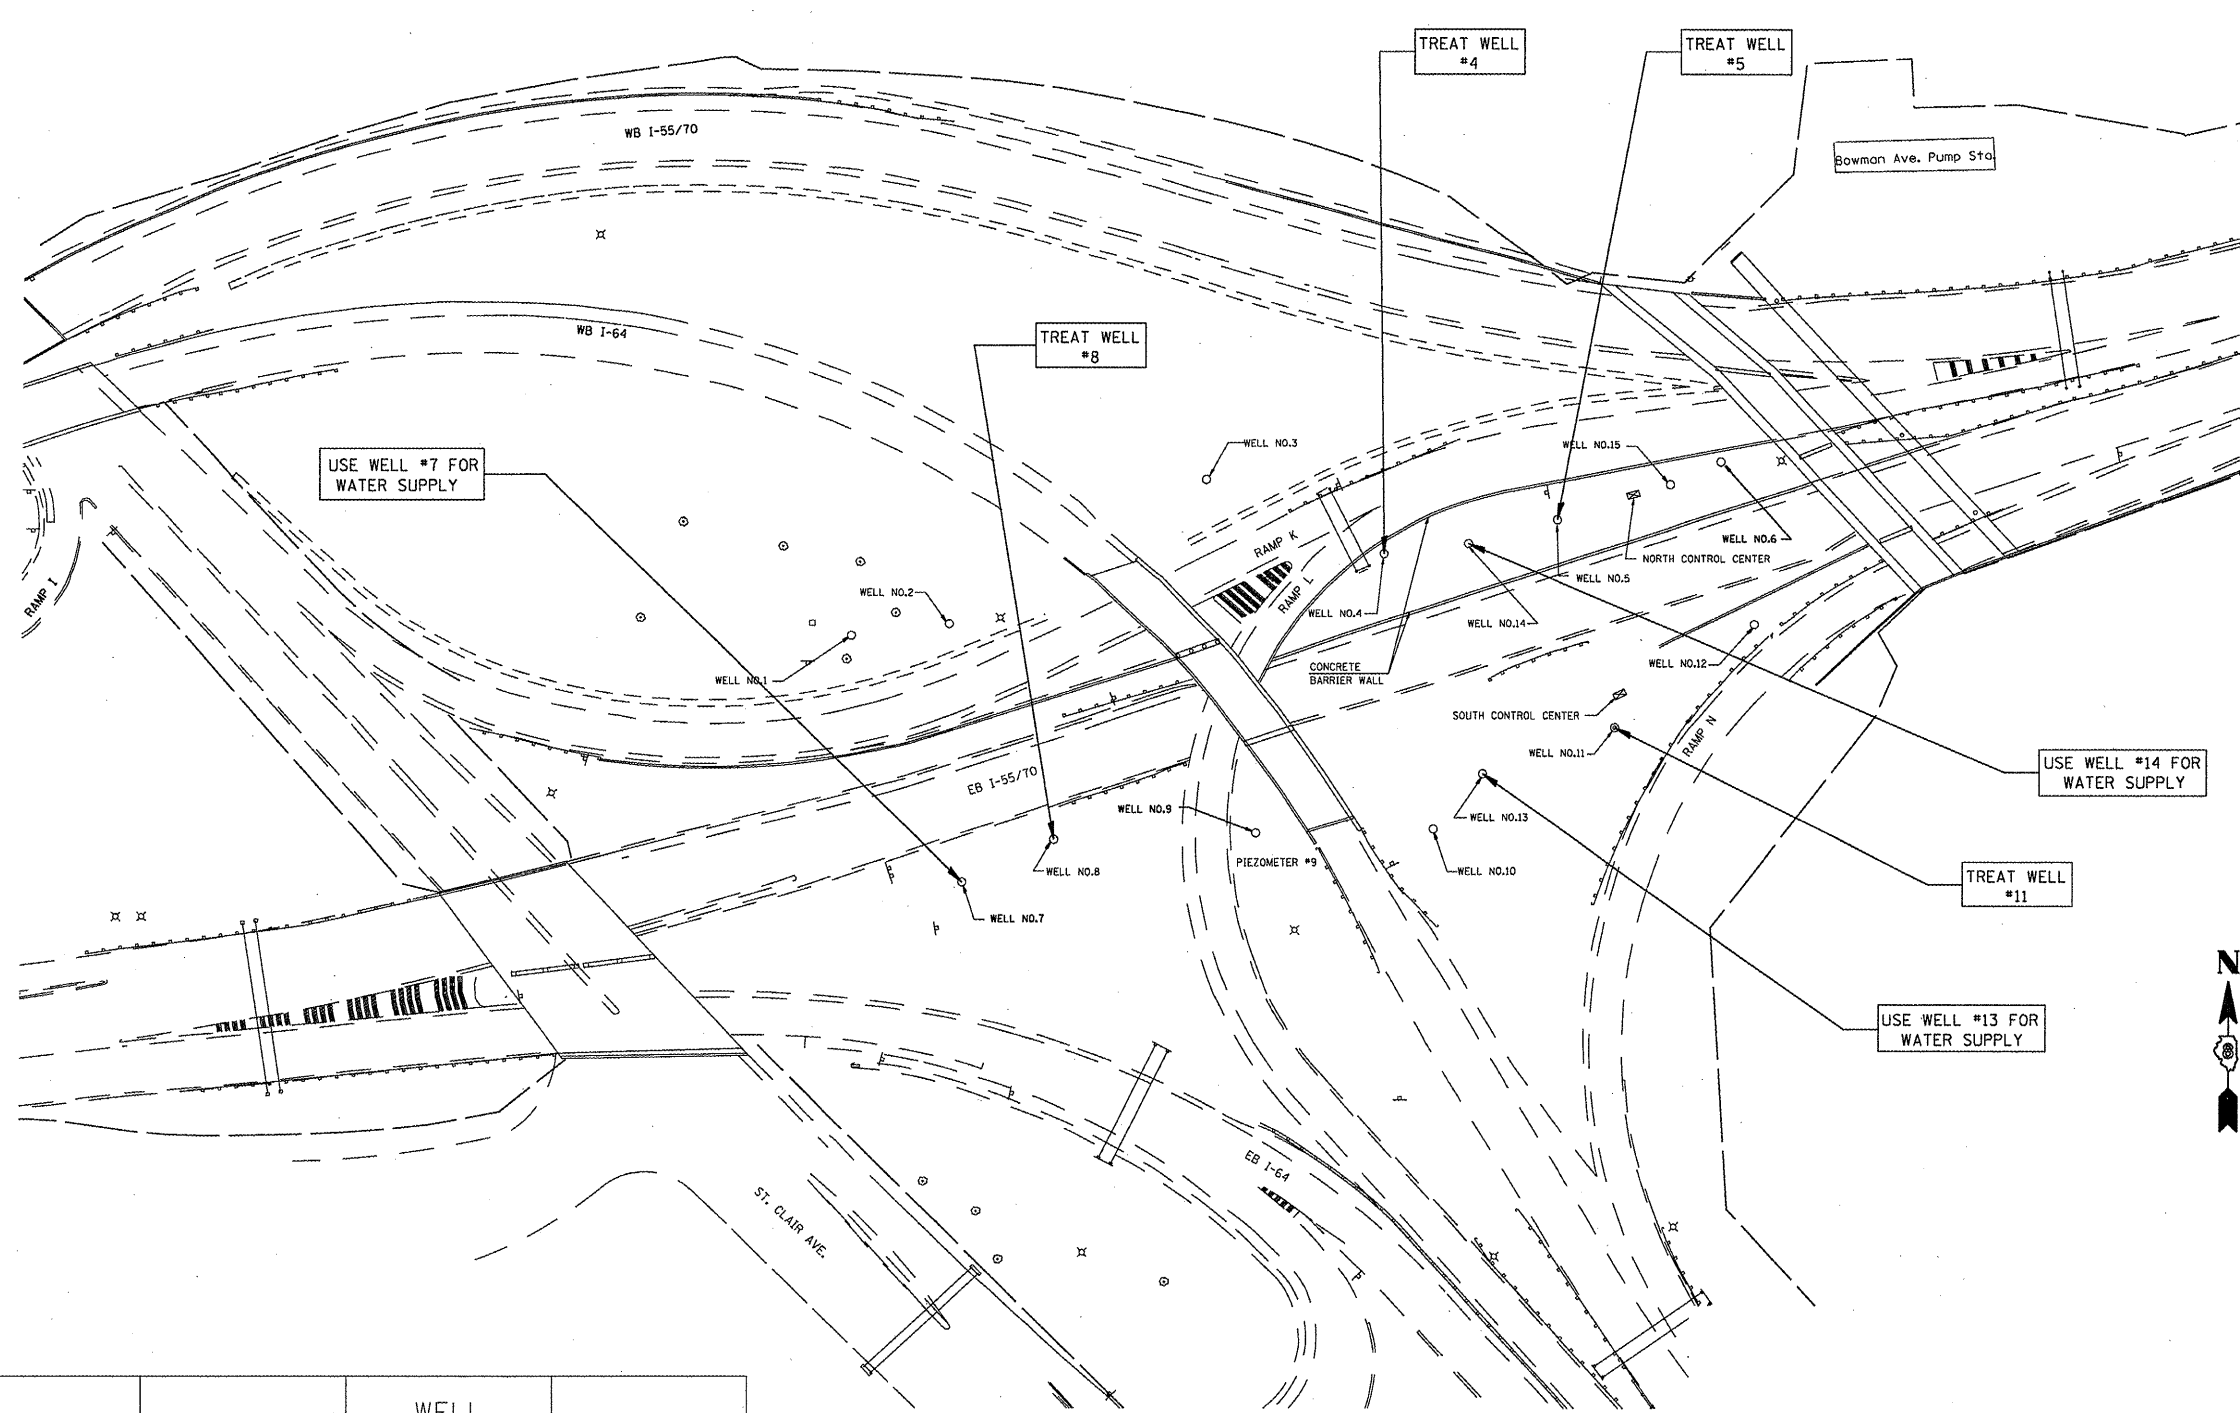 TREAT WELL
#4
TREAT WELL
#5
WB I-55/70
Bowman Ave. Pump Sta.
WB I-64
TREAT WELL
#8
WELL NO.3
WELL NO.15
USE WELL #7 FOR
WATER SUPPLY
RAMP K
WELL NO.6
NORTH CONTROL CENTER
WELL NO.5
RAMP I
RAMP L
WELL NO.2
WELL NO.4
WELL NO.14
WELL NO.12
CONCRETE
BARRIER WALL
WELL NO.1
SOUTH CONTROL CENTER
RAMP N
WELL NO.11
USE WELL #14 FOR
WATER SUPPLY
EB I-55/70
WELL NO.9
WELL NO.13
PIEZOMETER #9
WELL NO.8
WELL NO.10
TREAT WELL
#11
WELL NO.7
N
USE WELL #13 FOR
WATER SUPPLY
EB I-64
ST. CLAIR AVE.
WELL